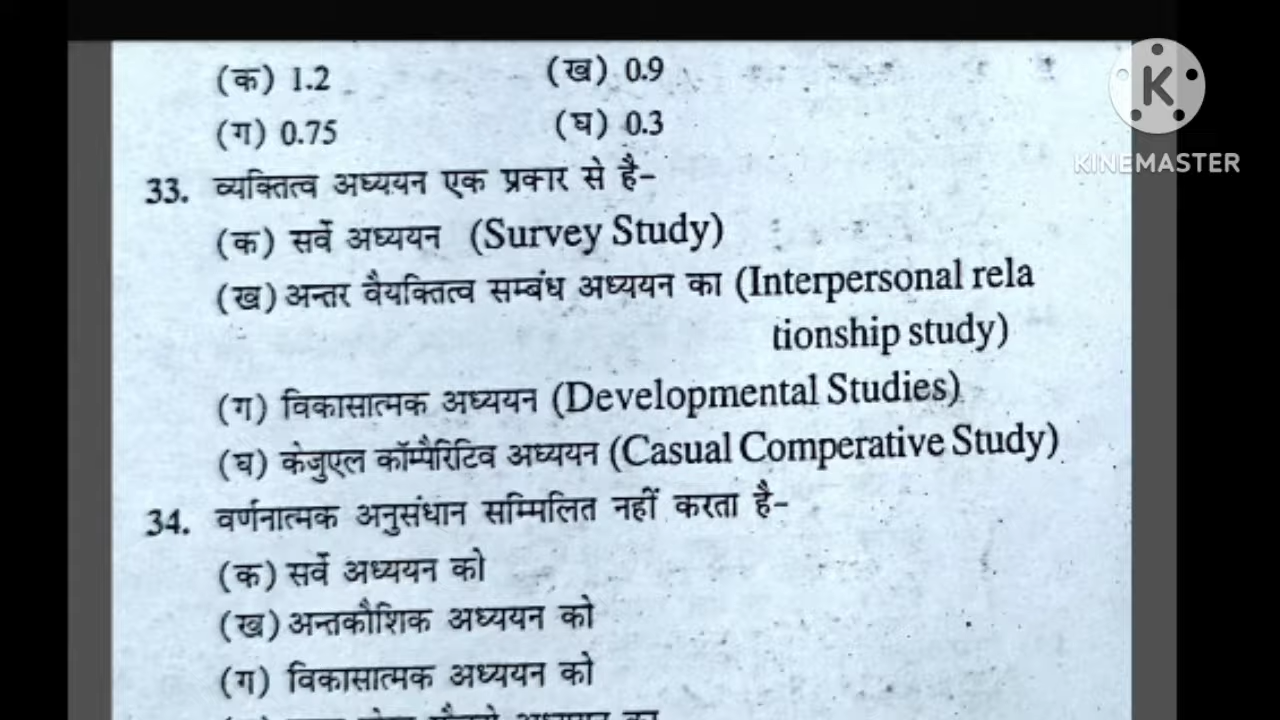 (क) 1.2 (ख) 0.9
(ग) 0.75 (घ) 0.3
KINEMASTER
33. व्यक्तित्व अध्ययन एक प्रकार से है-
(क) सर्वे अध्ययन (Survey Study)
(ख) अन्तर वैयक्तित्व सम्बंध अध्ययन का (Interpersonal rela
tionship study)
(ग) विकासात्मक अध्ययन (Developmental Studies)
(घ) केजुएल कॉम्पैरिटिव अध्ययन (Casual Comperative Study)
34. वर्णनात्मक अनुसंधान सम्मिलित नहीं करता है-
(क) सर्वे अध्ययन को
(ख) अन्तकौशिक अध्ययन को
(ग) विकासात्मक अध्ययन को